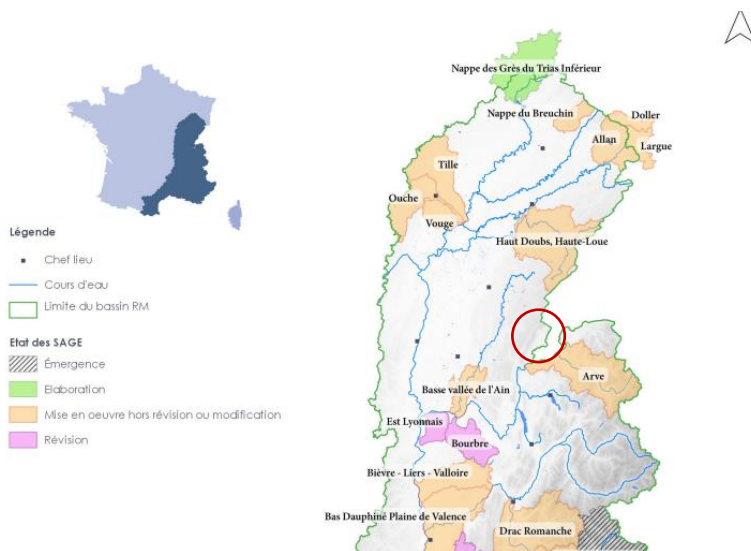 Nappe des Grès du Trias Inférieur
Nappe du Breuchin
Doller
Allan
Largue
Tille
Ouche
Vouge
Haut Doubs, Haute-Loue
Légende
Chef lieu
Cours d'eau
Limite du bassin RM
Etat des SAGE
Émergence
Elaboration
Mise en oeuvre hors révision ou modification
Révision
Arve
Basse vallée de l'Ain
Est Lyonnais
Bourbre
Bièvre - Liers - Valloire
Bas Dauphiné Plaine de Valence
Drac Romanche